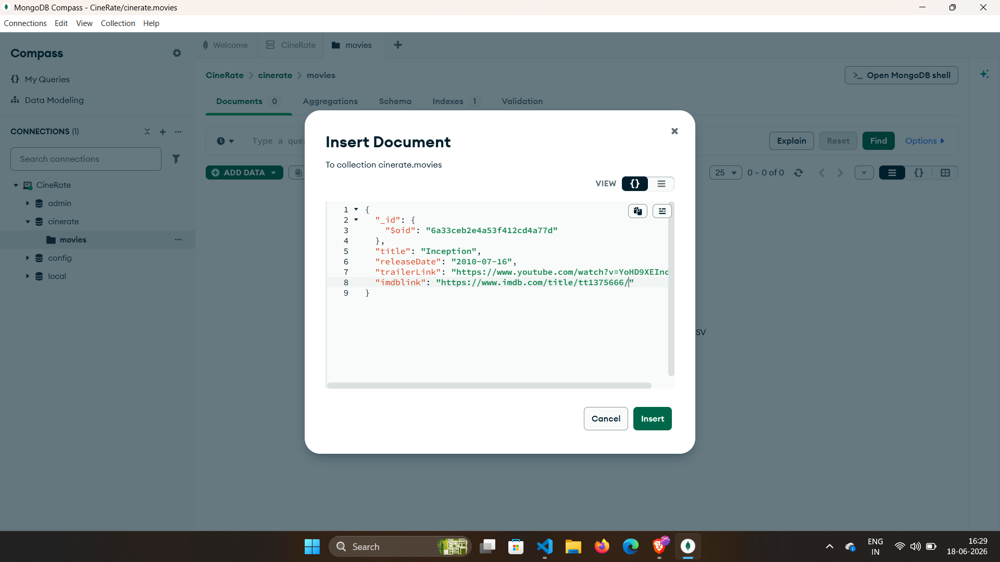 MongoDB Compass - CineRate/cinerate.movies
Connections Edit View Collection Help
Compass
My Queries
Data Modeling
CONNECTIONS (1)
Search connections
CineRate
admin
cinerate
movies
config
local
Welcome CineRate movies
CineRate > cinerate > movies
>_ Open MongoDB shell
Documents 0 Aggregations Schema Indexes 1 Validation
Type a que
Explain Reset Find Options
ADD DATA
25 0 – 0 of 0 {}
SV
Insert Document
To collection cinerate.movies
VIEW {}
1 {
2 "_id": {
3 "$oid": "6a33ceb2e4a53f412cd4a77d"
4 },
5 "title": "Inception",
6 "releaseDate": "2010-07-16",
7 "trailerLink": "https://www.youtube.com/watch?v=YoHD9XEInc
8 "imdblink": "https://www.imdb.com/title/tt1375666/"
9 }
Cancel Insert
Search
ENG
IN
16:29
18-06-2026